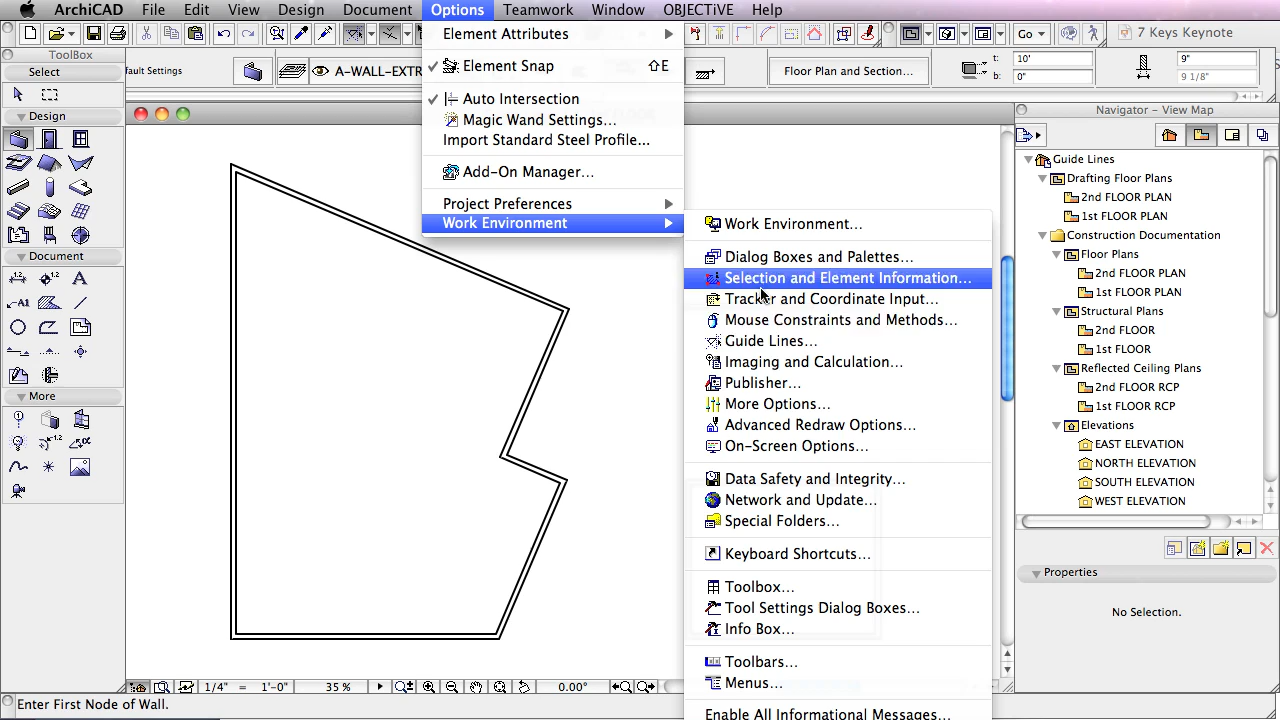 ArchiCAD File Edit View Design Document Options Teamwork Window OBJECTiVE Help
Go
7 Keys Keynote
ToolBox
Select
Design
Document
More
A1
A1
1.2
1.2
fault Settings
A-WALL-EXTR
Floor Plan and Section...
t: 10'
b: 0"
9"
9 1/8"
Element Attributes
Element Snap ⇧E
Auto Intersection
Magic Wand Settings...
Import Standard Steel Profile...
Add-On Manager...
Project Preferences
Work Environment
Work Environment...
Dialog Boxes and Palettes...
Selection and Element Information...
Tracker and Coordinate Input...
Mouse Constraints and Methods...
Guide Lines...
Imaging and Calculation...
Publisher...
More Options...
Advanced Redraw Options...
On-Screen Options...
Data Safety and Integrity...
Network and Update...
Special Folders...
Keyboard Shortcuts...
Toolbox...
Tool Settings Dialog Boxes...
Info Box...
Toolbars...
Menus...
Enable All Informational Messages...
Navigator - View Map
Guide Lines
Drafting Floor Plans
2nd FLOOR PLAN
1st FLOOR PLAN
Construction Documentation
Floor Plans
2nd FLOOR PLAN
1st FLOOR PLAN
Structural Plans
2nd FLOOR
1st FLOOR
Reflected Ceiling Plans
2nd FLOOR RCP
1st FLOOR RCP
Elevations
EAST ELEVATION
NORTH ELEVATION
SOUTH ELEVATION
WEST ELEVATION
Properties
No Selection.
1/4" = 1'-0" 35 % 0.00°
Enter First Node of Wall.